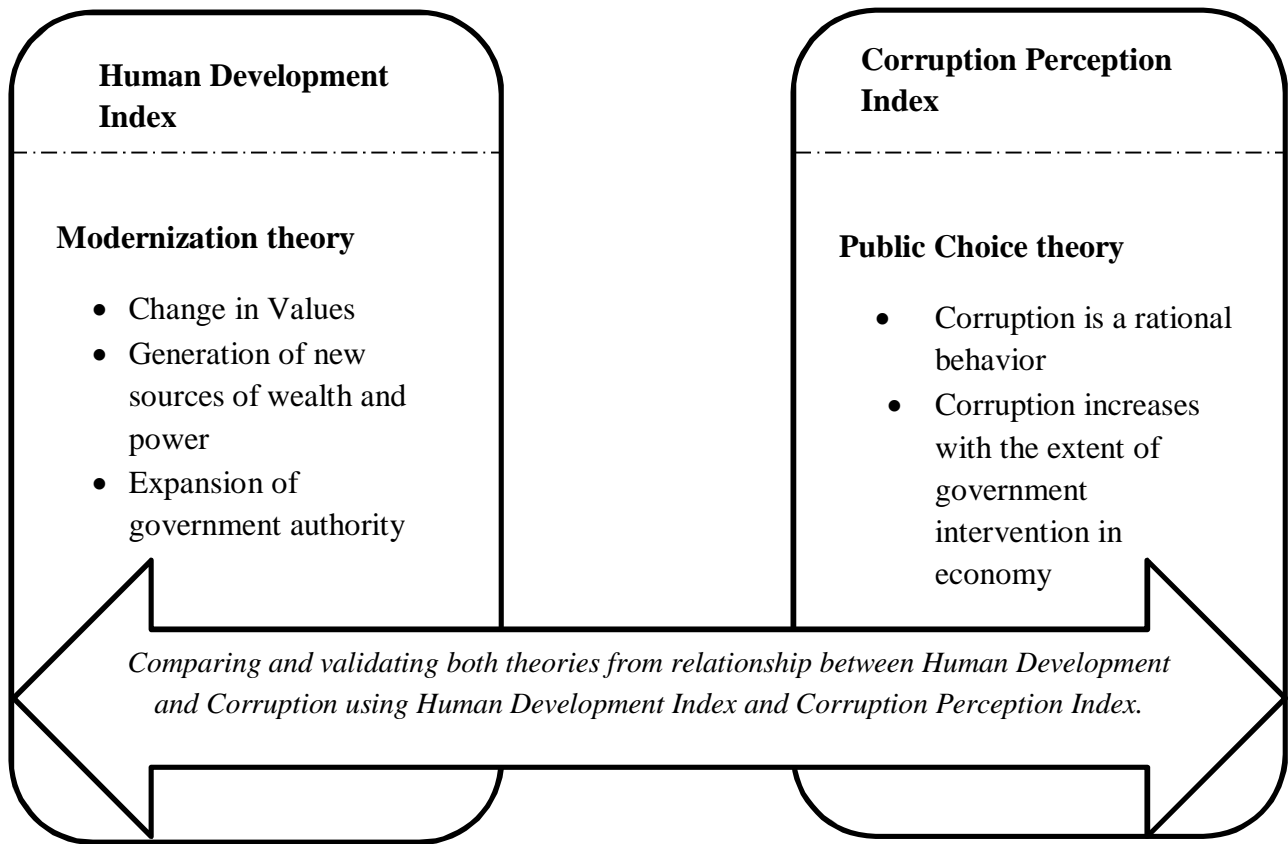 Human Development
Index
Modernization theory
• Change in Values
• Generation of new
sources of wealth and
power
• Expansion of
government authority
Corruption Perception
Index
Public Choice theory
• Corruption is a rational
behavior
• Corruption increases
with the extent of
government
intervention in
economy
Comparing and validating both theories from relationship between Human Development
and Corruption using Human Development Index and Corruption Perception Index.